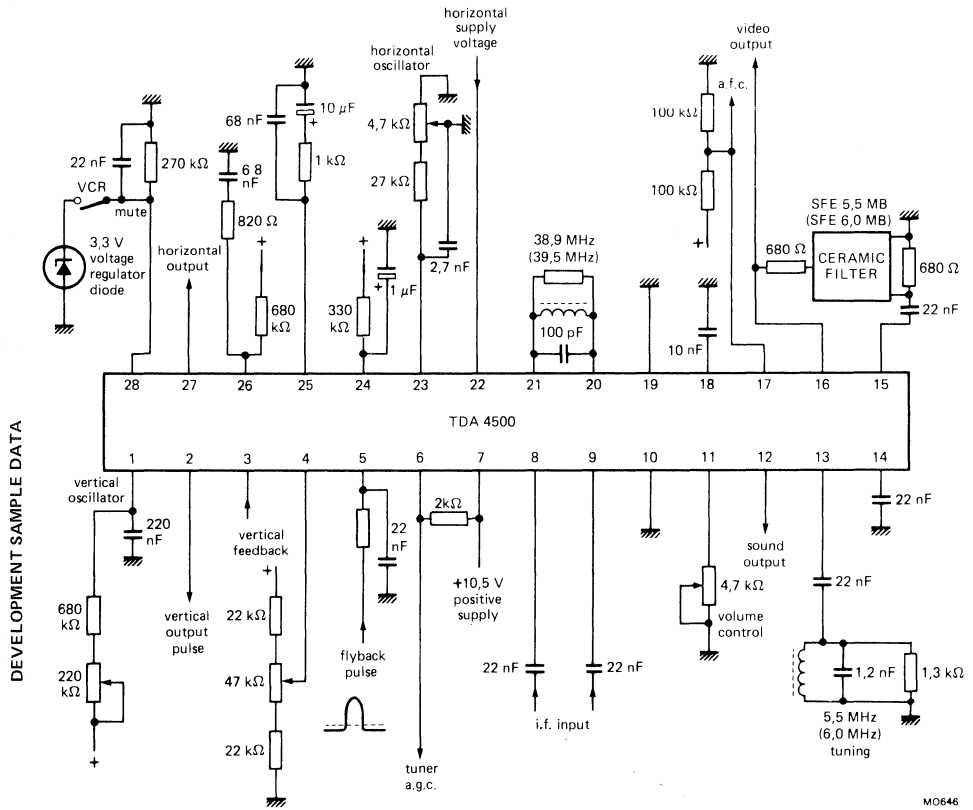 horizontal
supply
voltage
video
output
horizontal
oscillator
a.f.c.
10 µF
+
68 nF
4,7 kΩ
100 kΩ
22 nF
270 kΩ
6 8
nF
1 kΩ
27 kΩ
100 kΩ
SFE 5,5 MB
(SFE 6,0 MB)
VCR
mute
820 Ω
+
+
+
680 Ω
CERAMIC
FILTER
680 Ω
3,3 V
voltage
regulator
diode
horizontal
output
38,9 MHz
(39,5 MHz)
2,7 nF
680
kΩ
330
kΩ
+
1 µF
100 pF
10 nF
22 nF
28 27 26 25 24 23 22 21 20 19 18 17 16 15
TDA 4500
1 2 3 4 5 6 7 8 9 10 11 12 13 14
DEVELOPMENT SAMPLE DATA
vertical
oscillator
220
nF
vertical
feedback
+
22
nF
2kΩ
22 nF
sound
output
+10,5 V
positive
supply
680
kΩ
vertical
output
pulse
22 kΩ
4,7 kΩ
volume
control
22 nF
flyback
pulse
220
kΩ
47 kΩ
22 nF
22 nF
1,2 nF
1,3 kΩ
i.f. input
5,5 MHz
(6,0 MHz)
tuning
+
22 kΩ
tuner
a.g.c.
MO646